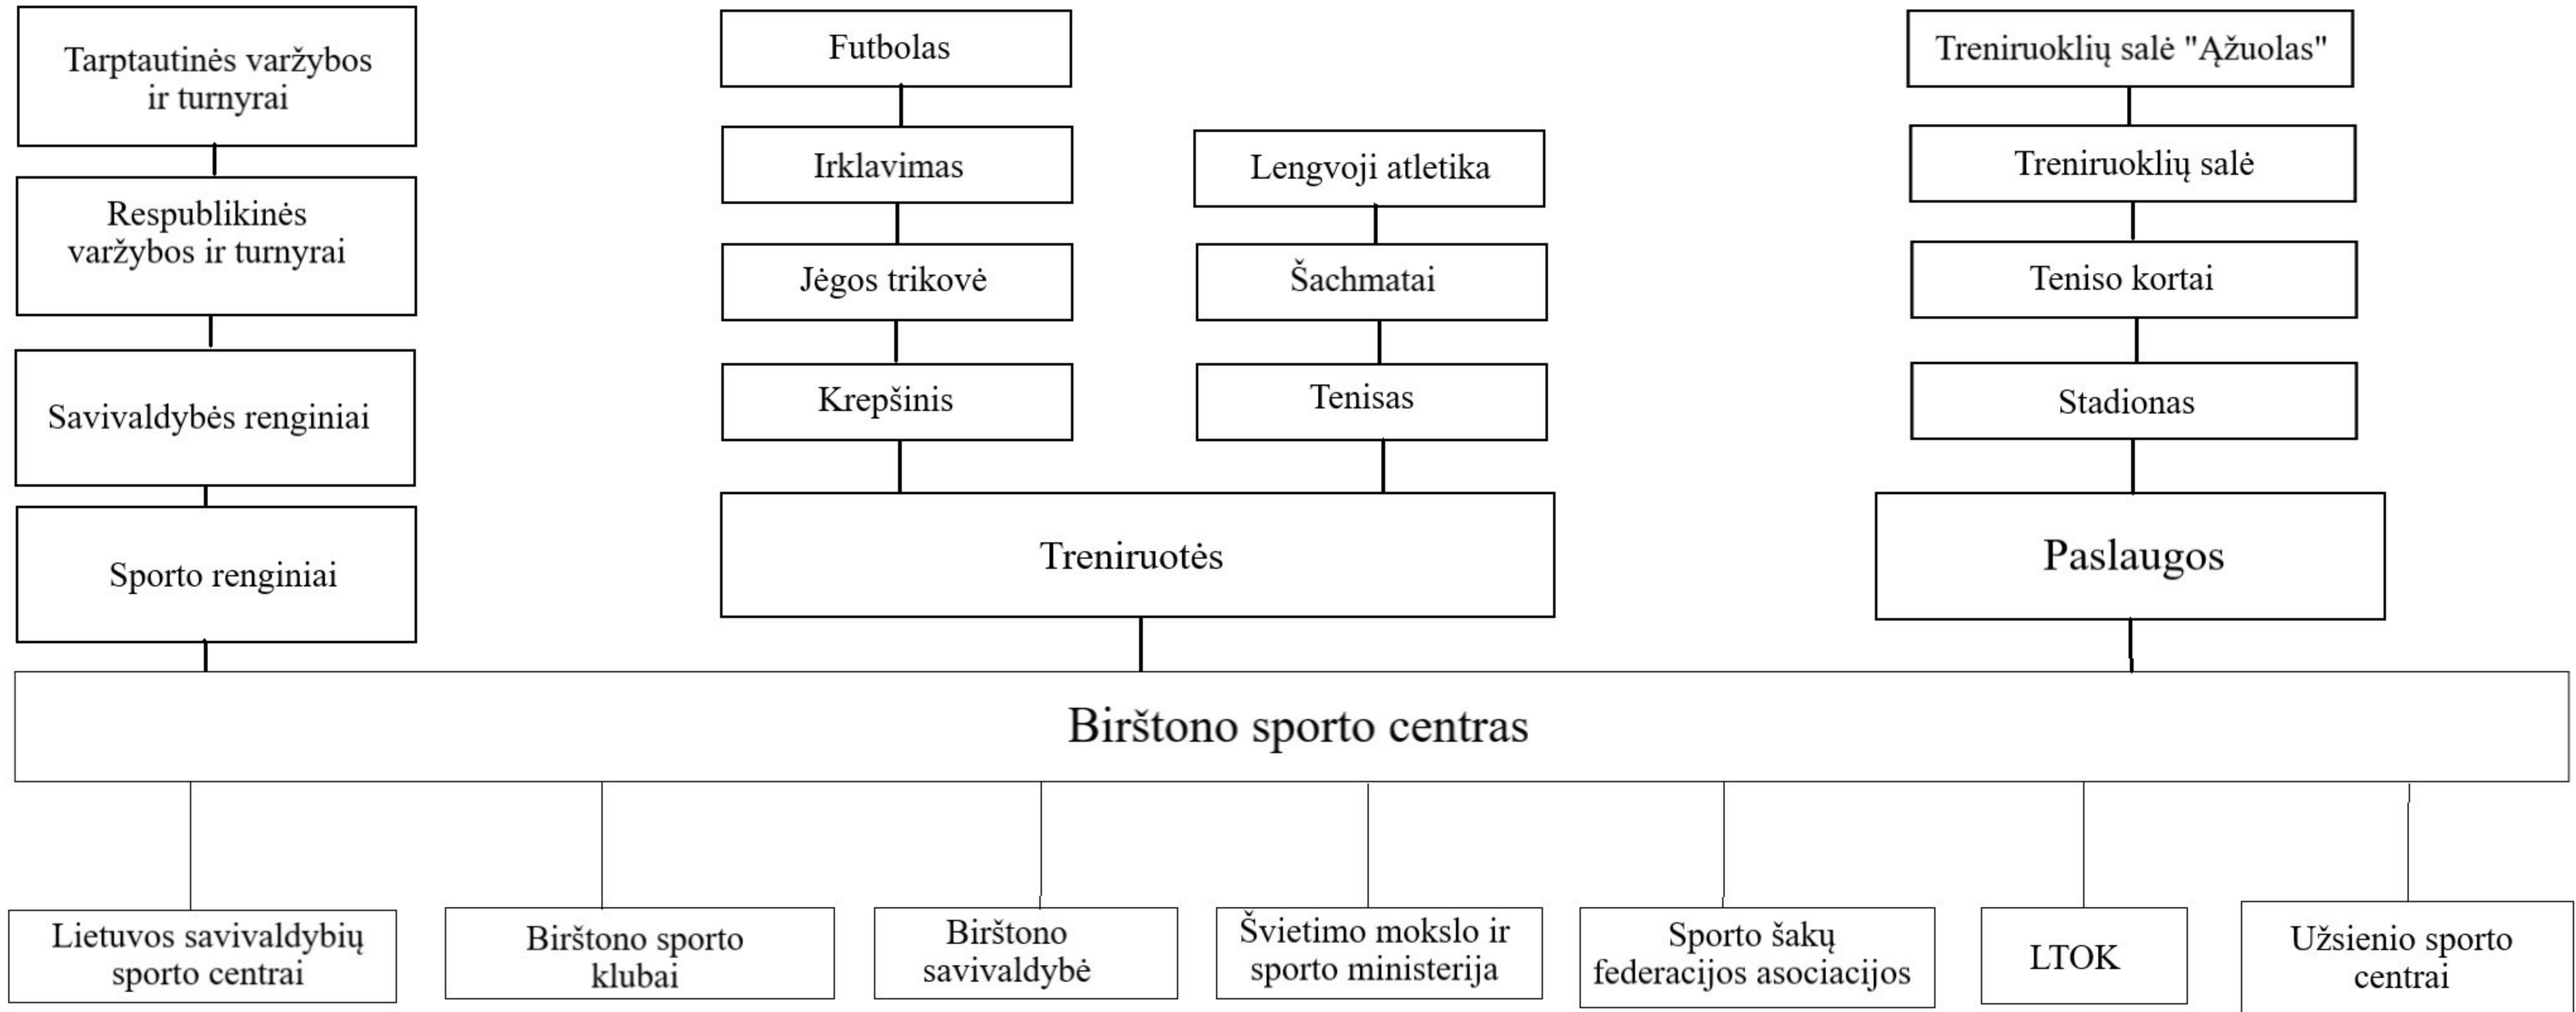 Tarptautinės varžybos
ir turnyrai
Respublikinės
varžybos ir turnyrai
Savivaldybės renginiai
Sporto renginiai
Futbolas
Irklavimas
Jėgos trikovė
Krepšinis
Lengvoji atletika
Šachmatai
Tenisas
Treniruotės
Treniruoklių salė "Ąžuolas"
Treniruoklių salė
Teniso kortai
Stadionas
Paslaugos
Birštono sporto centras
Lietuvos savivaldybių
sporto centrai
Birštono sporto
klubai
Birštono
savivaldybė
Švietimo mokslo ir
sporto ministerija
Sporto šakų
federacijos asociacijos
LTOK
Užsienio sporto
centrai